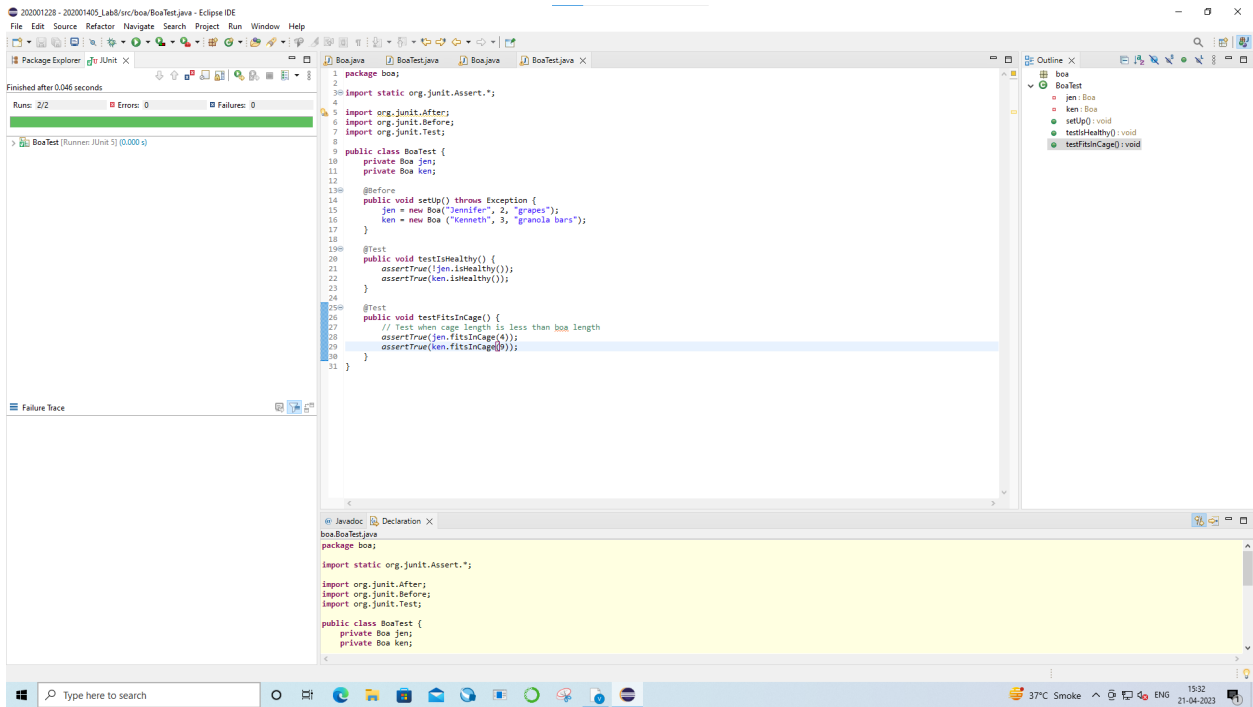 202001228 - 202001405_Lab8/src/boa/BoaTest.java - Eclipse IDE
File Edit Source Refactor Navigate Search Project Run Window Help
Package Explorer JUnit
Finished after 0.046 seconds
Runs: 2/2 Errors: 0 Failures: 0
BoaTest [Runner: JUnit 5] (0.000 s)
Failure Trace
Boa.java BoaTest.java Boa.java BoaTest.java
1 package boa;
2
3 import static org.junit.Assert.*;
4
5 import org.junit.After;
6 import org.junit.Before;
7 import org.junit.Test;
8
9 public class BoaTest {
10 private Boa jen;
11 private Boa ken;
12
13 @Before
14 public void setUp() throws Exception {
15 jen = new Boa("Jennifer", 2, "grapes");
16 ken = new Boa ("Kenneth", 3, "granola bars");
17 }
18
19 @Test
20 public void testIsHealthy() {
21 assertTrue(!jen.isHealthy());
22 assertTrue(ken.isHealthy());
23 }
24
25 @Test
26 public void testFitsInCage() {
27 // Test when cage length is less than boa length
28 assertTrue(jen.fitsInCage(4));
29 assertTrue(ken.fitsInCage(9));
30 }
31 }
Outline
boa
BoaTest
jen : Boa
ken : Boa
setUp() : void
testIsHealthy() : void
testFitsInCage() : void
Javadoc Declaration
boa.BoaTest.java
package boa;
import static org.junit.Assert.*;
import org.junit.After;
import org.junit.Before;
import org.junit.Test;
public class BoaTest {
private Boa jen;
private Boa ken;
Type here to search
37°C Smoke ENG
15:32
21-04-2023
1